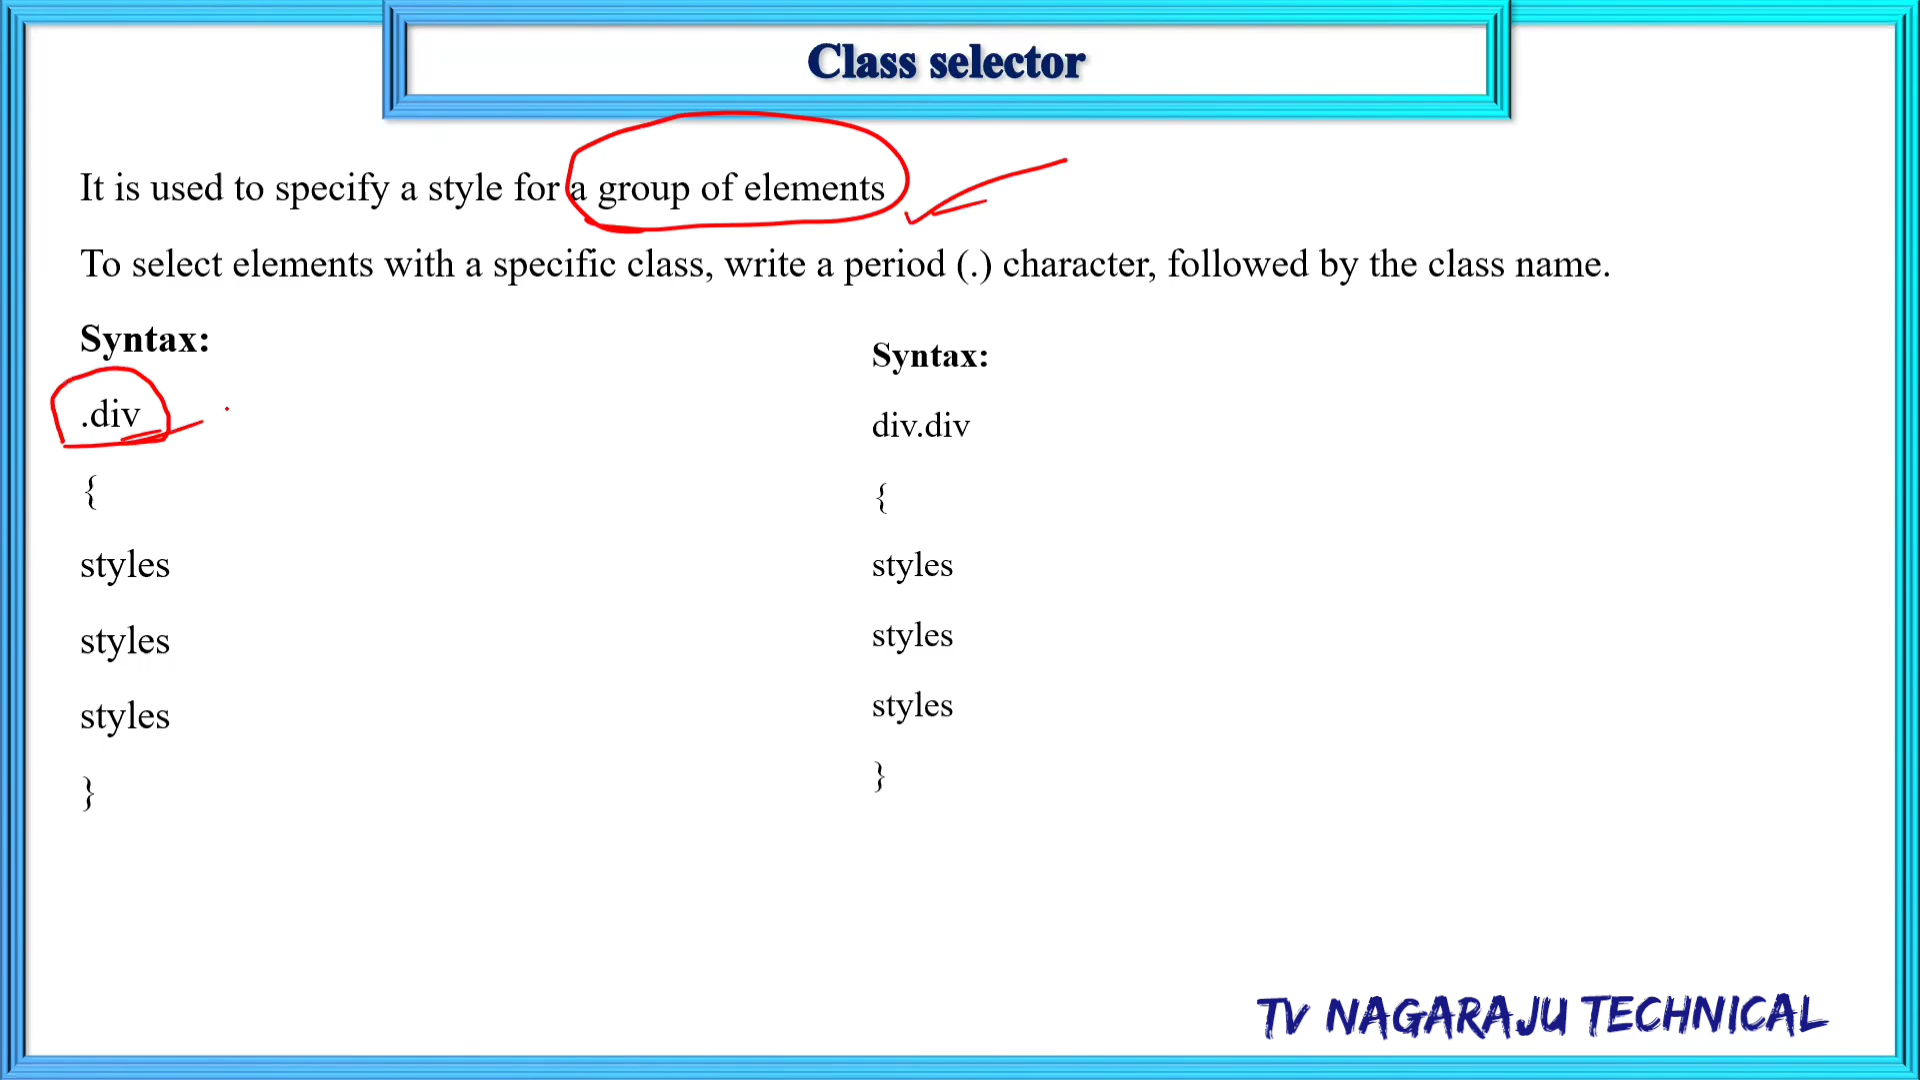 Class selector
It is used to specify a style for a group of elements
To select elements with a specific class, write a period (.) character, followed by the class name.
Syntax:
.div
{
styles
styles
styles
}
Syntax:
div.div
{
styles
styles
styles
}
TV NAGARAJU TECHNICAL